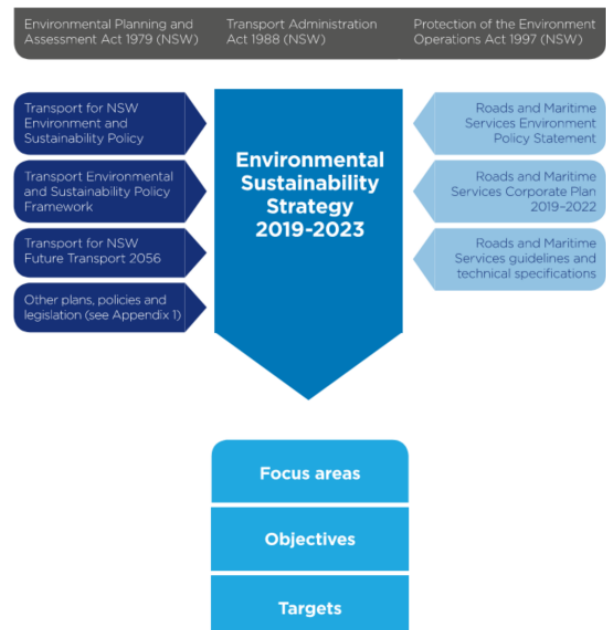 Environmental Planning and
Assessment Act 1979 (NSW)
Transport Administration
Act 1988 (NSW)
Protection of the Environment
Operations Act 1997 (NSW)
Transport for NSW
Environment and
Sustainability Policy
Transport Environmental
and Sustainability Policy
Framework
Transport for NSW
Future Transport 2056
Other plans, policies and
legislation (see Appendix 1)
Environmental
Sustainability
Strategy
2019-2023
Roads and Maritime
Services Environment
Policy Statement
Roads and Maritime
Services Corporate Plan
2019–2022
Roads and Maritime
Services guidelines and
technical specifications
Focus areas
Objectives
Targets